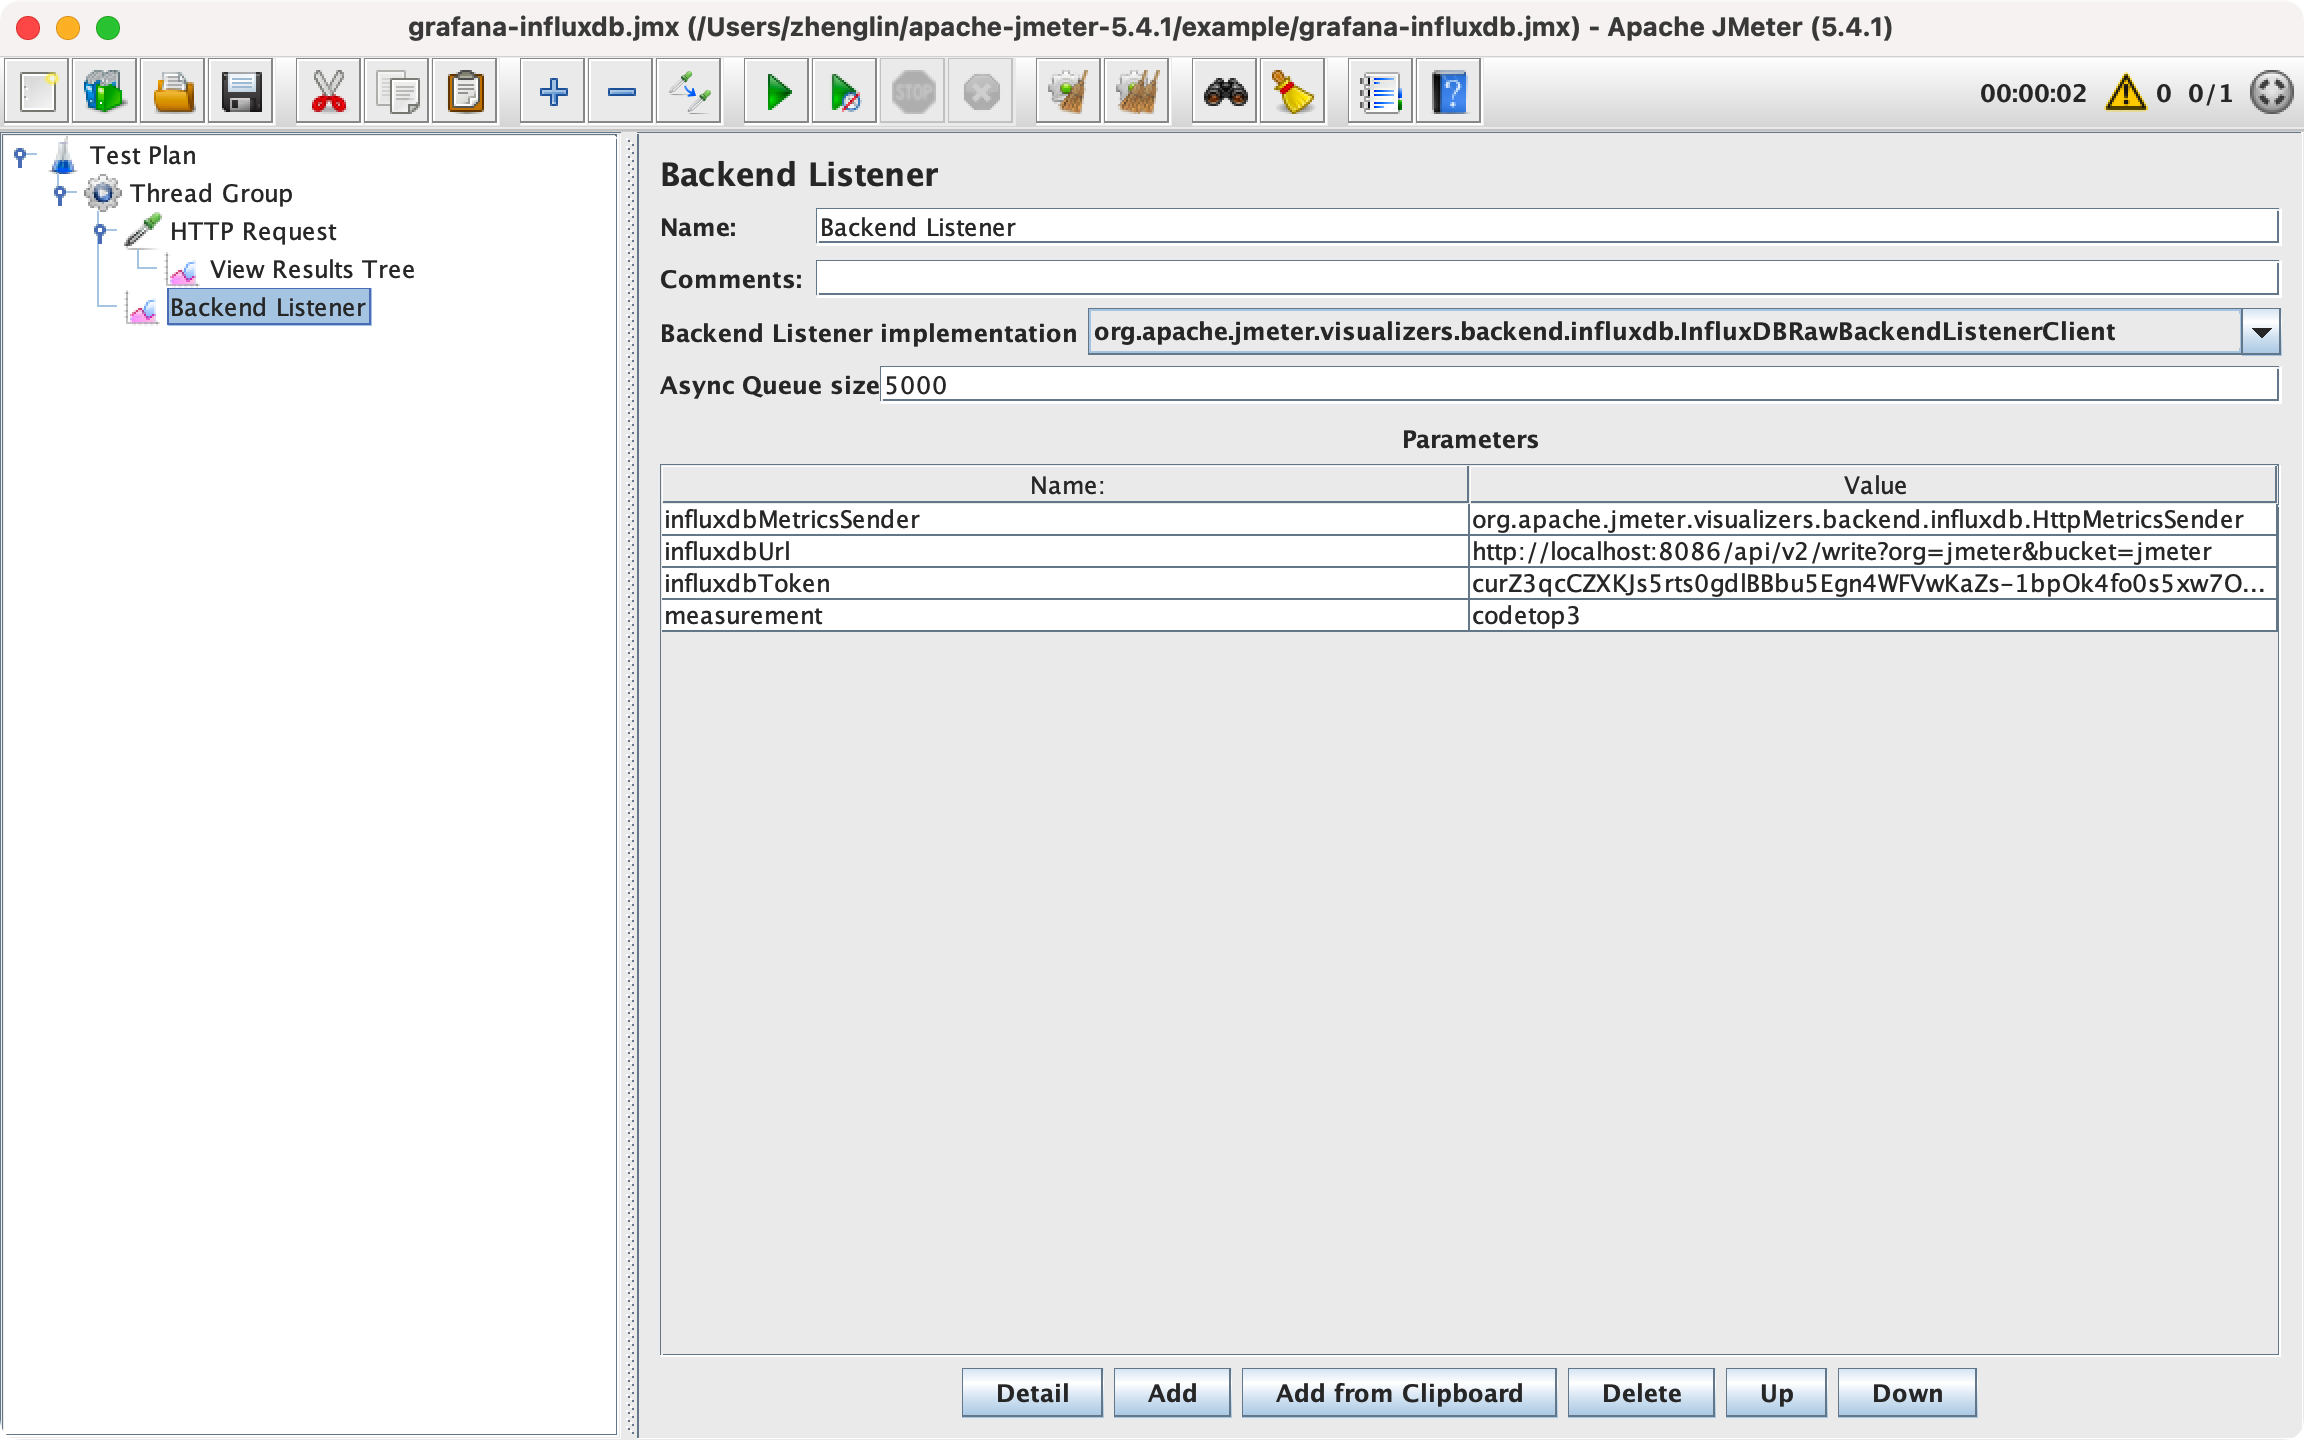 grafana-influxdb.jmx (/Users/zhenglin/apache-jmeter-5.4.1/example/grafana-influxdb.jmx) - Apache JMeter (5.4.1)
STOP
00:00:02 0 0/1
Test Plan
Thread Group
HTTP Request
View Results Tree
Backend Listener
Backend Listener
Name: Backend Listener
Comments:
Backend Listener implementation org.apache.jmeter.visualizers.backend.influxdb.InfluxDBRawBackendListenerClient
Async Queue size 5000
Parameters
Name: Value
influxdbMetricsSender org.apache.jmeter.visualizers.backend.influxdb.HttpMetricsSender
influxdbUrl http://localhost:8086/api/v2/write?org=jmeter&bucket=jmeter
influxdbToken curZ3qcCZXKJs5rts0gdlBBbu5Egn4WFVwKaZs-1bpOk4fo0s5xw7O...
measurement codetop3
Detail Add Add from Clipboard Delete Up Down